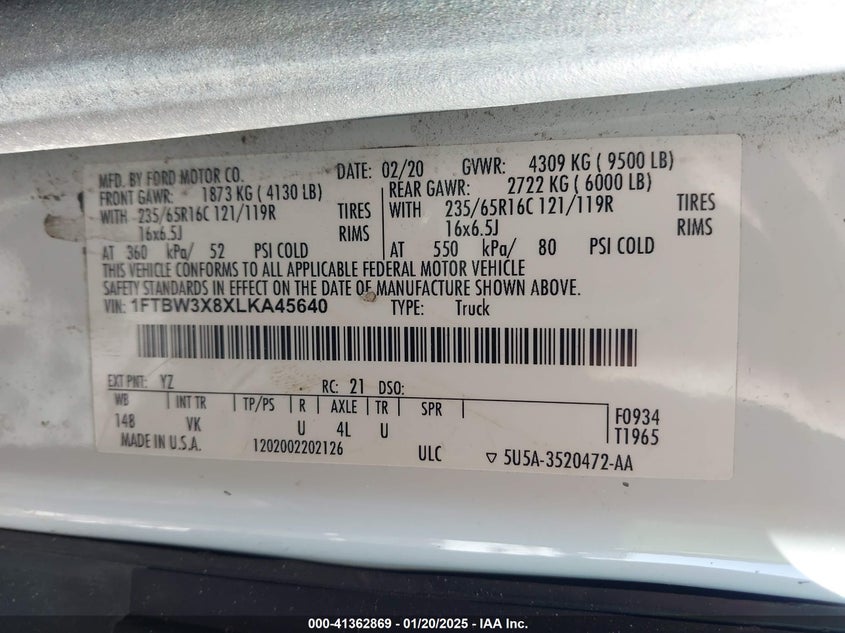 MFD. BY FORD MOTOR CO. DATE: 02/20 GVWR: 4309 KG ( 9500 LB)
FRONT GAWR: 1873 KG ( 4130 LB) REAR GAWR: 2722 KG ( 6000 LB)
WITH 235/65R16C 121/119R TIRES WITH 235/65R16C 121/119R TIRES
16x6.5J RIMS 16x6.5J RIMS
AT 360 kPa/ 52 PSI COLD AT 550 kPa/ 80 PSI COLD
THIS VEHICLE CONFORMS TO ALL APPLICABLE FEDERAL MOTOR VEHICLE
SAFETY STANDARDS IN EFFECT ON THE DATE OF MANUFACTURE SHOWN ABOVE.
VIN: 1FTBW3X8XLKA45640 TYPE: Truck
EXT PNT: YZ RC: 21 DSO:
WB INT TR TP/PS R AXLE TR SPR F0934
148 VK U 4L U T1965
MADE IN U.S.A. 1202002202126 ULC ▽ 5U5A-3520472-AA
000-41362869 - 01/20/2025 - IAA Inc.